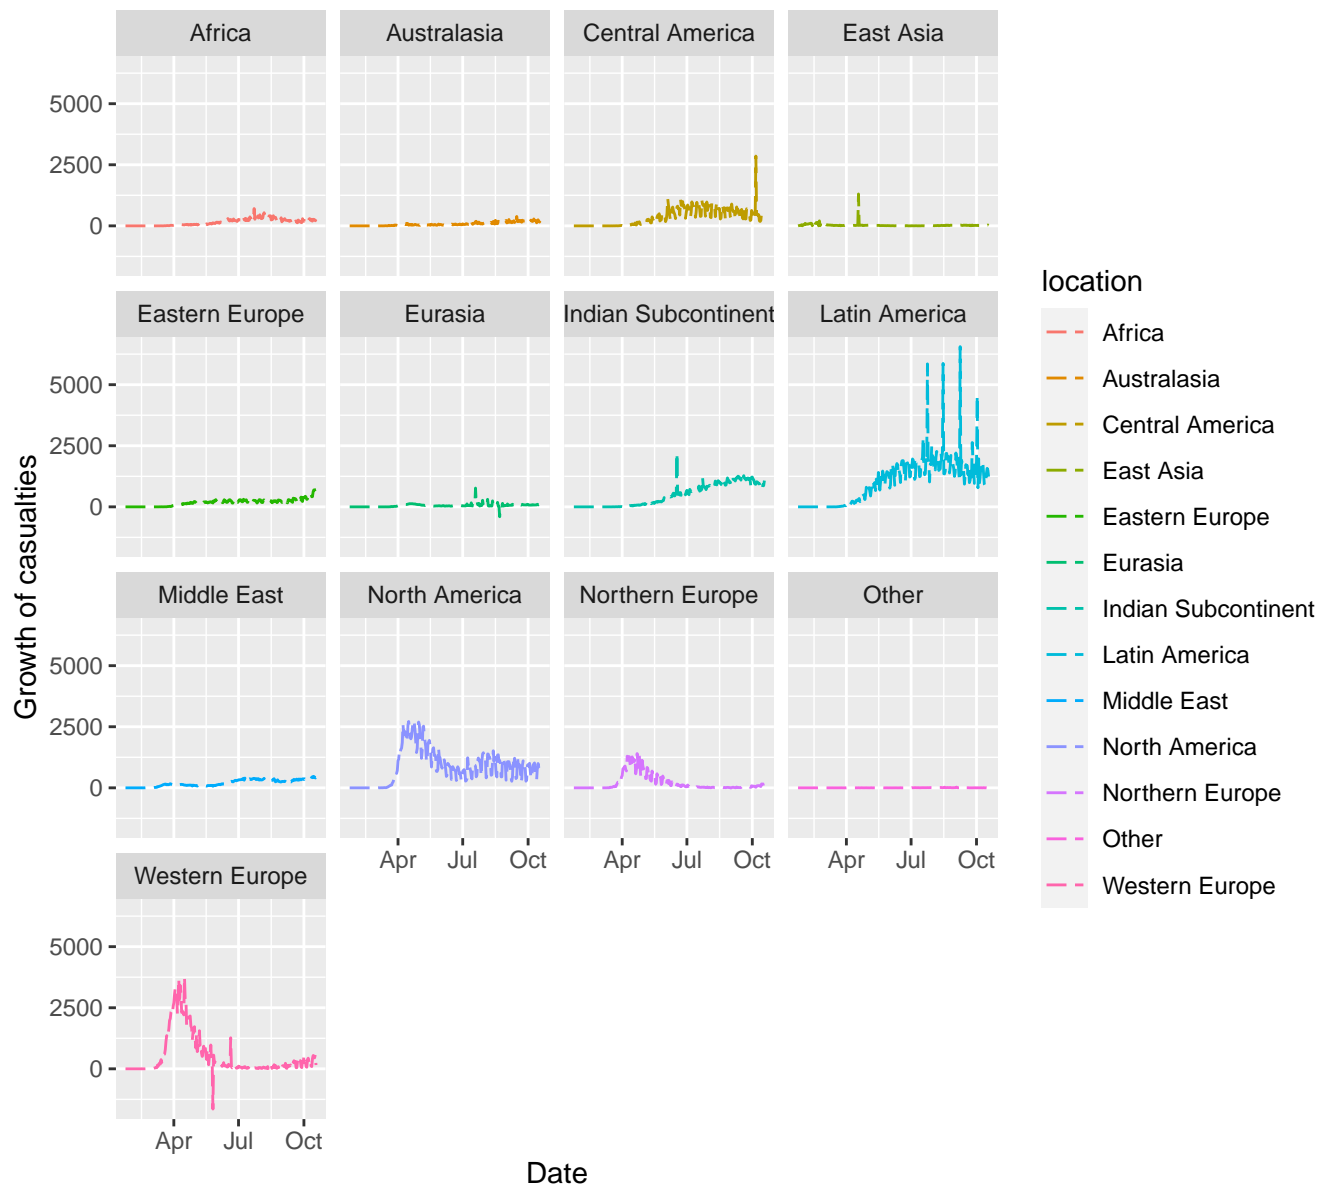 Africa
Australasia
Central America
East Asia
5000
2500
0
Eastern Europe
Eurasia
Indian Subcontinent
Latin America
5000
2500
0
Middle East
North America
Northern Europe
Other
5000
2500
0
Apr Jul Oct
Apr Jul Oct
Apr Jul Oct
Western Europe
5000
2500
0
Apr Jul Oct
Growth of casualties
Date
location
Africa
Australasia
Central America
East Asia
Eastern Europe
Eurasia
Indian Subcontinent
Latin America
Middle East
North America
Northern Europe
Other
Western Europe